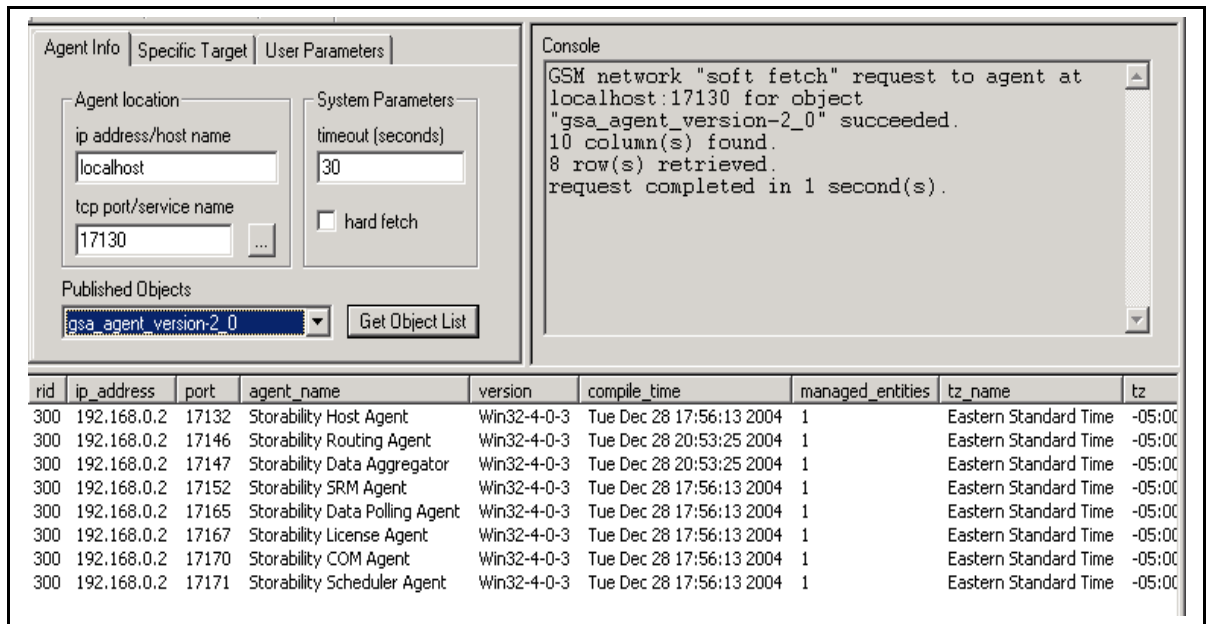 Agent Info Specific Target User Parameters
Agent location
ip address/host name
localhost
tcp port/service name
17130
...
System Parameters
timeout (seconds)
30
hard fetch
Published Objects
gsa_agent_version-2_0
Get Object List
Console
GSM network "soft fetch" request to agent at
localhost:17130 for object
"gsa_agent_version-2_0" succeeded.
10 column(s) found.
8 row(s) retrieved.
request completed in 1 second(s).
rid ip_address port agent_name version compile_time managed_entities tz_name tz
300 192.168.0.2 17132 Storability Host Agent Win32-4-0-3 Tue Dec 28 17:56:13 2004 1 Eastern Standard Time -05:00
300 192.168.0.2 17146 Storability Routing Agent Win32-4-0-3 Tue Dec 28 20:53:25 2004 1 Eastern Standard Time -05:00
300 192.168.0.2 17147 Storability Data Aggregator Win32-4-0-3 Tue Dec 28 20:53:25 2004 1 Eastern Standard Time -05:00
300 192.168.0.2 17152 Storability SRM Agent Win32-4-0-3 Tue Dec 28 17:56:13 2004 1 Eastern Standard Time -05:00
300 192.168.0.2 17165 Storability Data Polling Agent Win32-4-0-3 Tue Dec 28 17:56:13 2004 1 Eastern Standard Time -05:00
300 192.168.0.2 17167 Storability License Agent Win32-4-0-3 Tue Dec 28 17:56:13 2004 1 Eastern Standard Time -05:00
300 192.168.0.2 17170 Storability COM Agent Win32-4-0-3 Tue Dec 28 17:56:13 2004 1 Eastern Standard Time -05:00
300 192.168.0.2 17171 Storability Scheduler Agent Win32-4-0-3 Tue Dec 28 17:56:13 2004 1 Eastern Standard Time -05:00